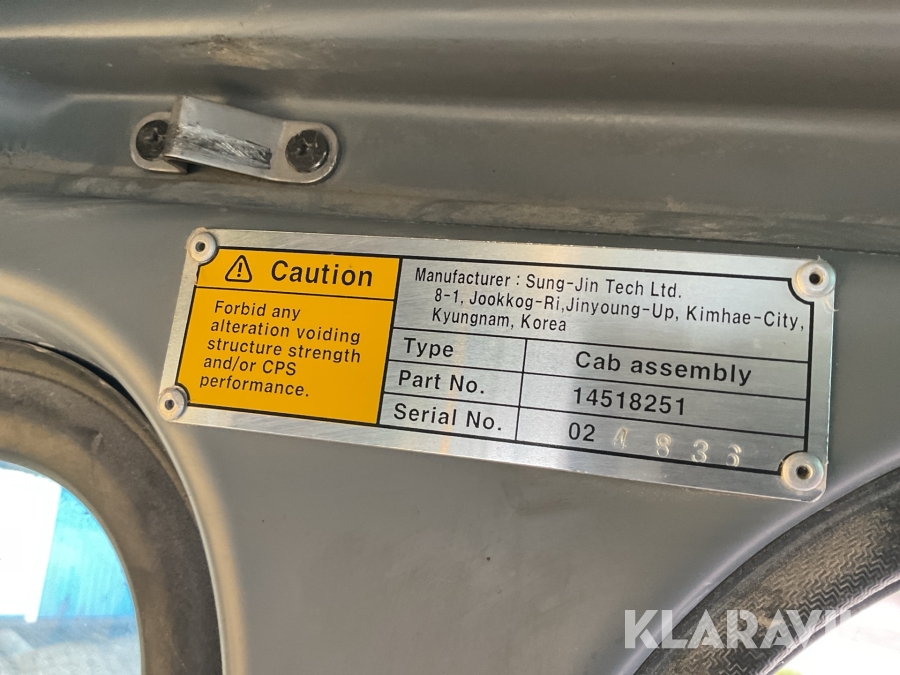 Caution
Forbid any
alteration voiding
structure strength
and/or CPS
performance.
Manufacturer : Sung-Jin Tech Ltd.
8-1, Jookkog-Ri,Jinyoung-Up, Kimhae-City,
Kyungnam, Korea
Type Cab assembly
Part No. 14518251
Serial No. 02 836
KLARAVI